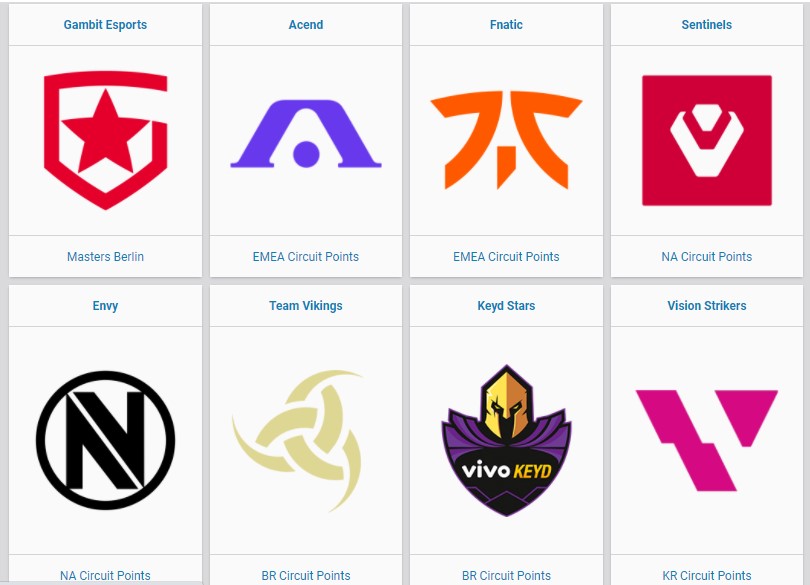 Gambit Esports
Acend
Fnatic
Sentinels
Masters Berlin
EMEA Circuit Points
EMEA Circuit Points
NA Circuit Points
Envy
Team Vikings
Keyd Stars
Vision Strikers
vivo KEYD
NA Circuit Points
BR Circuit Points
BR Circuit Points
KR Circuit Points